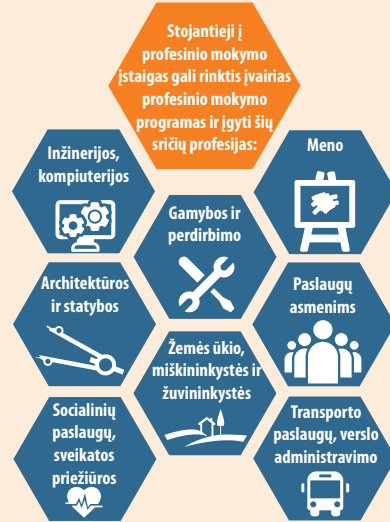 Stojantieji į
profesinio mokymo
įstaigas gali rinktis įvairias
profesinio mokymo
programas ir įgyti šių
sričių profesijas:
Inžinerijos,
kompiuterijos
Meno
Gamybos ir
perdirbimo
Architektūros
ir statybos
Paslaugų
asmenims
Žemės ūkio,
miškininkystės ir
žuvininkystės
Socialinių
paslaugų,
sveikatos
priežiūros
Transporto
paslaugų, verslo
administravimo